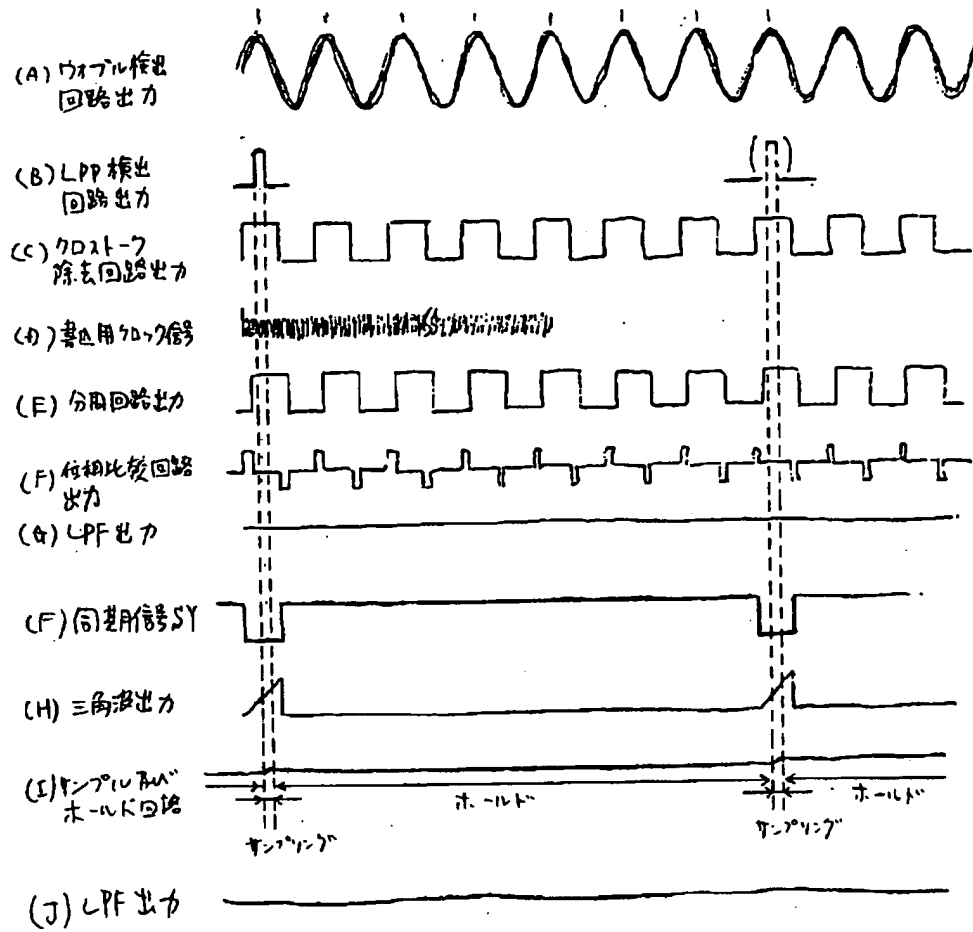 (A) ウォブル検出
回路出力
(B) LPP検出
回路出力
(C) クロストーク
除去回路出力
(D) 書込用クロック信号
(E) 分周回路出力
(F) 位相比較回路
出力
(G) LPF出力
(F) 同期信号SY
(H) 三角波出力
(I) サンプル及び
ホールド回路
ホールド
ホールド
サンプリング
サンプリング
(J) LPF出力